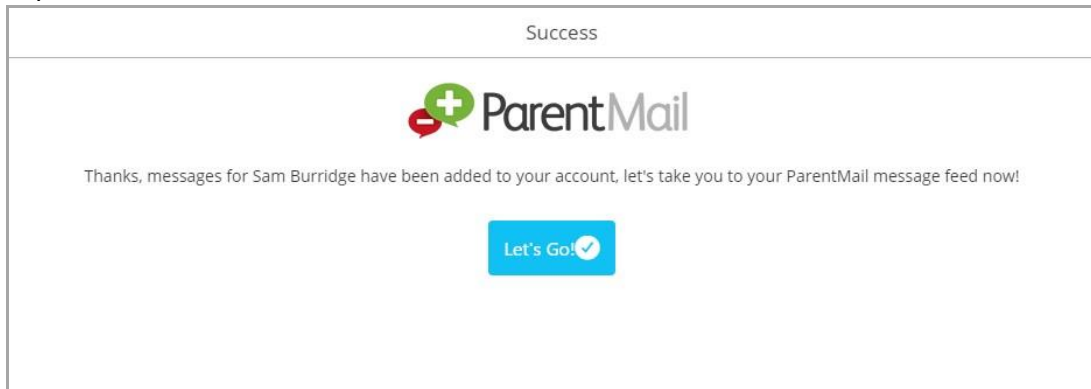 Success
ParentMail
Thanks, messages for Sam Burridge have been added to your account, let's take you to your ParentMail message feed now!
Let's Go!